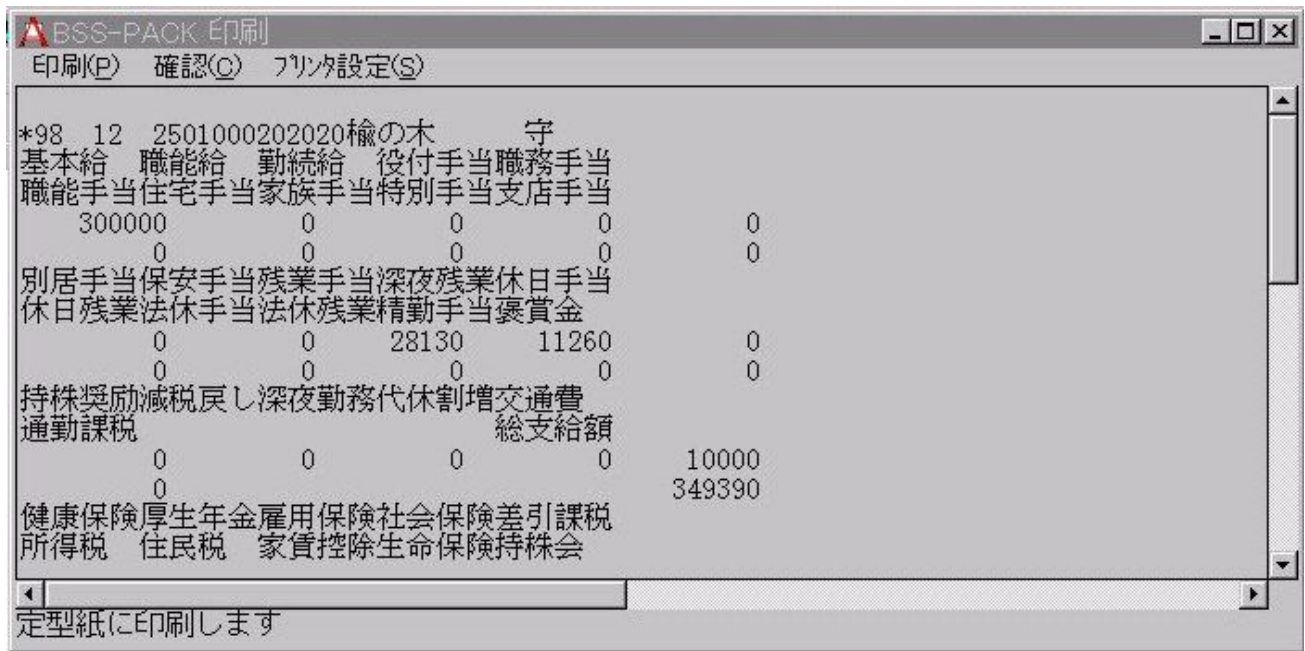 BSS-PACK 印刷
印刷(P) 確認(C) プリンタ設定(S)
*98 12 2501000202020楡の木 守
基本給 職能給 勤続給 役付手当職務手当
職能手当住宅手当家族手当特別手当支店手当
300000 0 0 0 0
0 0 0 0 0
別居手当保安手当残業手当深夜残業休日手当
休日残業法休手当法休残業精勤手当褒賞金
0 0 28130 11260 0
0 0 0 0 0
持株奨励減税戻し深夜勤務代休割増交通費
通勤課税 総支給額
0 0 0 0 10000
0 349390
健康保険厚生年金雇用保険社会保険差引課税
所得税 住民税 家賃控除生命保険持株会
定型紙に印刷します